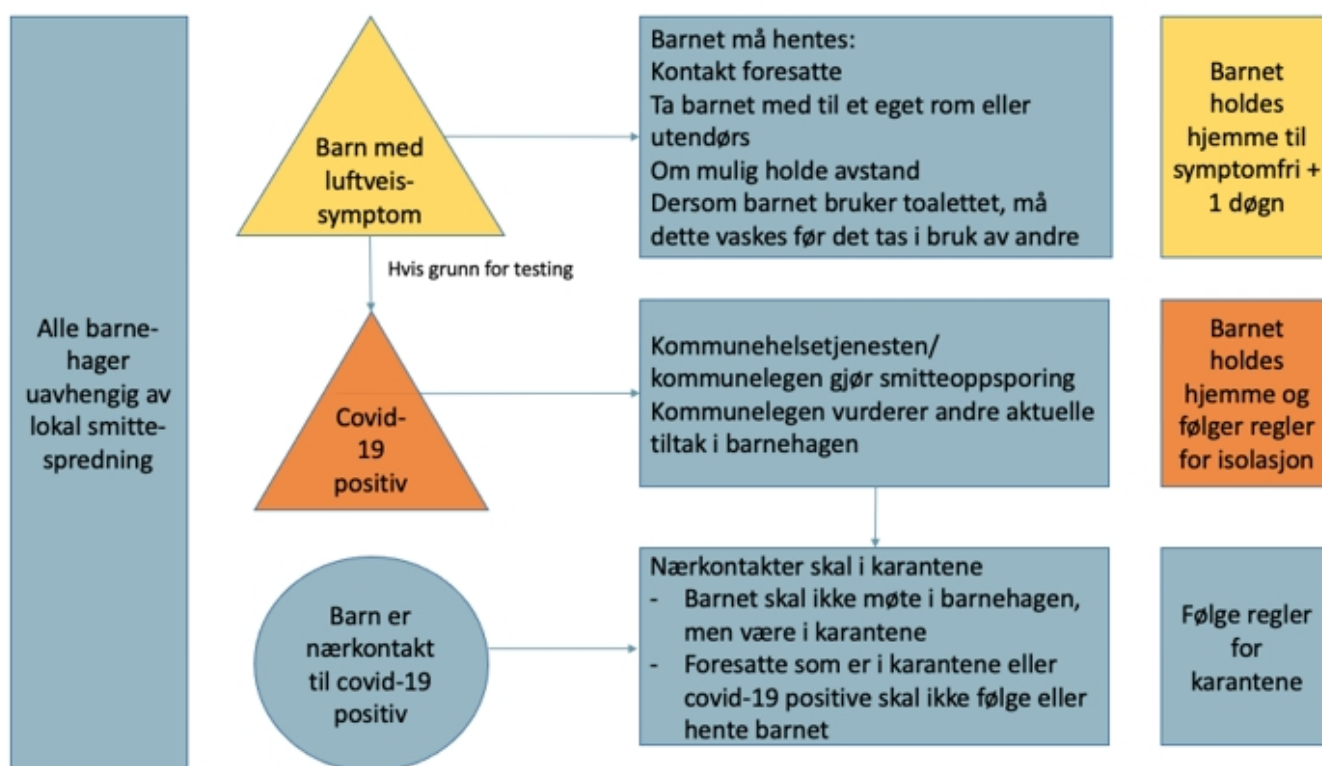 Alle barne-
hager
uavhengig av
lokal smitte-
spredning
Barn med
luftveis-
symptom
Barnet må hentes:
Kontakt foresatte
Ta barnet med til et eget rom eller
utendørs
Om mulig holde avstand
Dersom barnet bruker toalettet, må
dette vaskes før det tas i bruk av andre
Barnet
holdes
hjemme til
symptomfri +
1 døgn
Hvis grunn for testing
Covid-
19
positiv
Kommunehelsetjenesten/
kommunelegen gjør smitteoppsporing
Kommunelegen vurderer andre aktuelle
tiltak i barnehagen
Barnet
holdes
hjemme og
følger regler
for isolasjon
Barn er
nærkontakt
til covid-19
positiv
Nærkontakter skal i karantene
- Barnet skal ikke møte i barnehagen,
men være i karantene
- Foresatte som er i karantene eller
covid-19 positive skal ikke følge eller
hente barnet
Følge regler
for
karantene